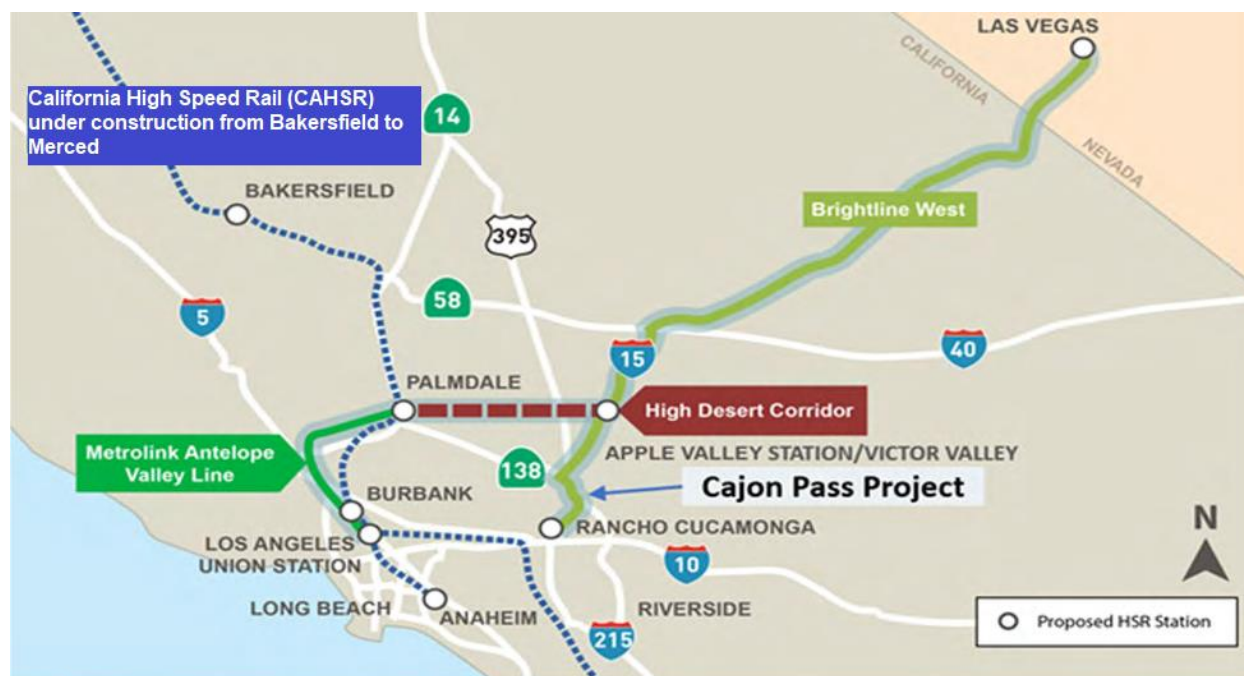 LAS VEGAS
CALIFORNIA
NEVADA
California High Speed Rail (CAHSR)
under construction from Bakersfield to
Merced
14
BAKERSFIELD
395
Brightline West
58
5
15
40
PALMDALE
High Desert Corridor
Metrolink Antelope
Valley Line
APPLE VALLEY STATION/VICTOR VALLEY
138
Cajon Pass Project
BURBANK
RANCHO CUCAMONGA
LOS ANGELES
UNION STATION
N
10
LONG BEACH
ANAHEIM
RIVERSIDE
215
Proposed HSR Station